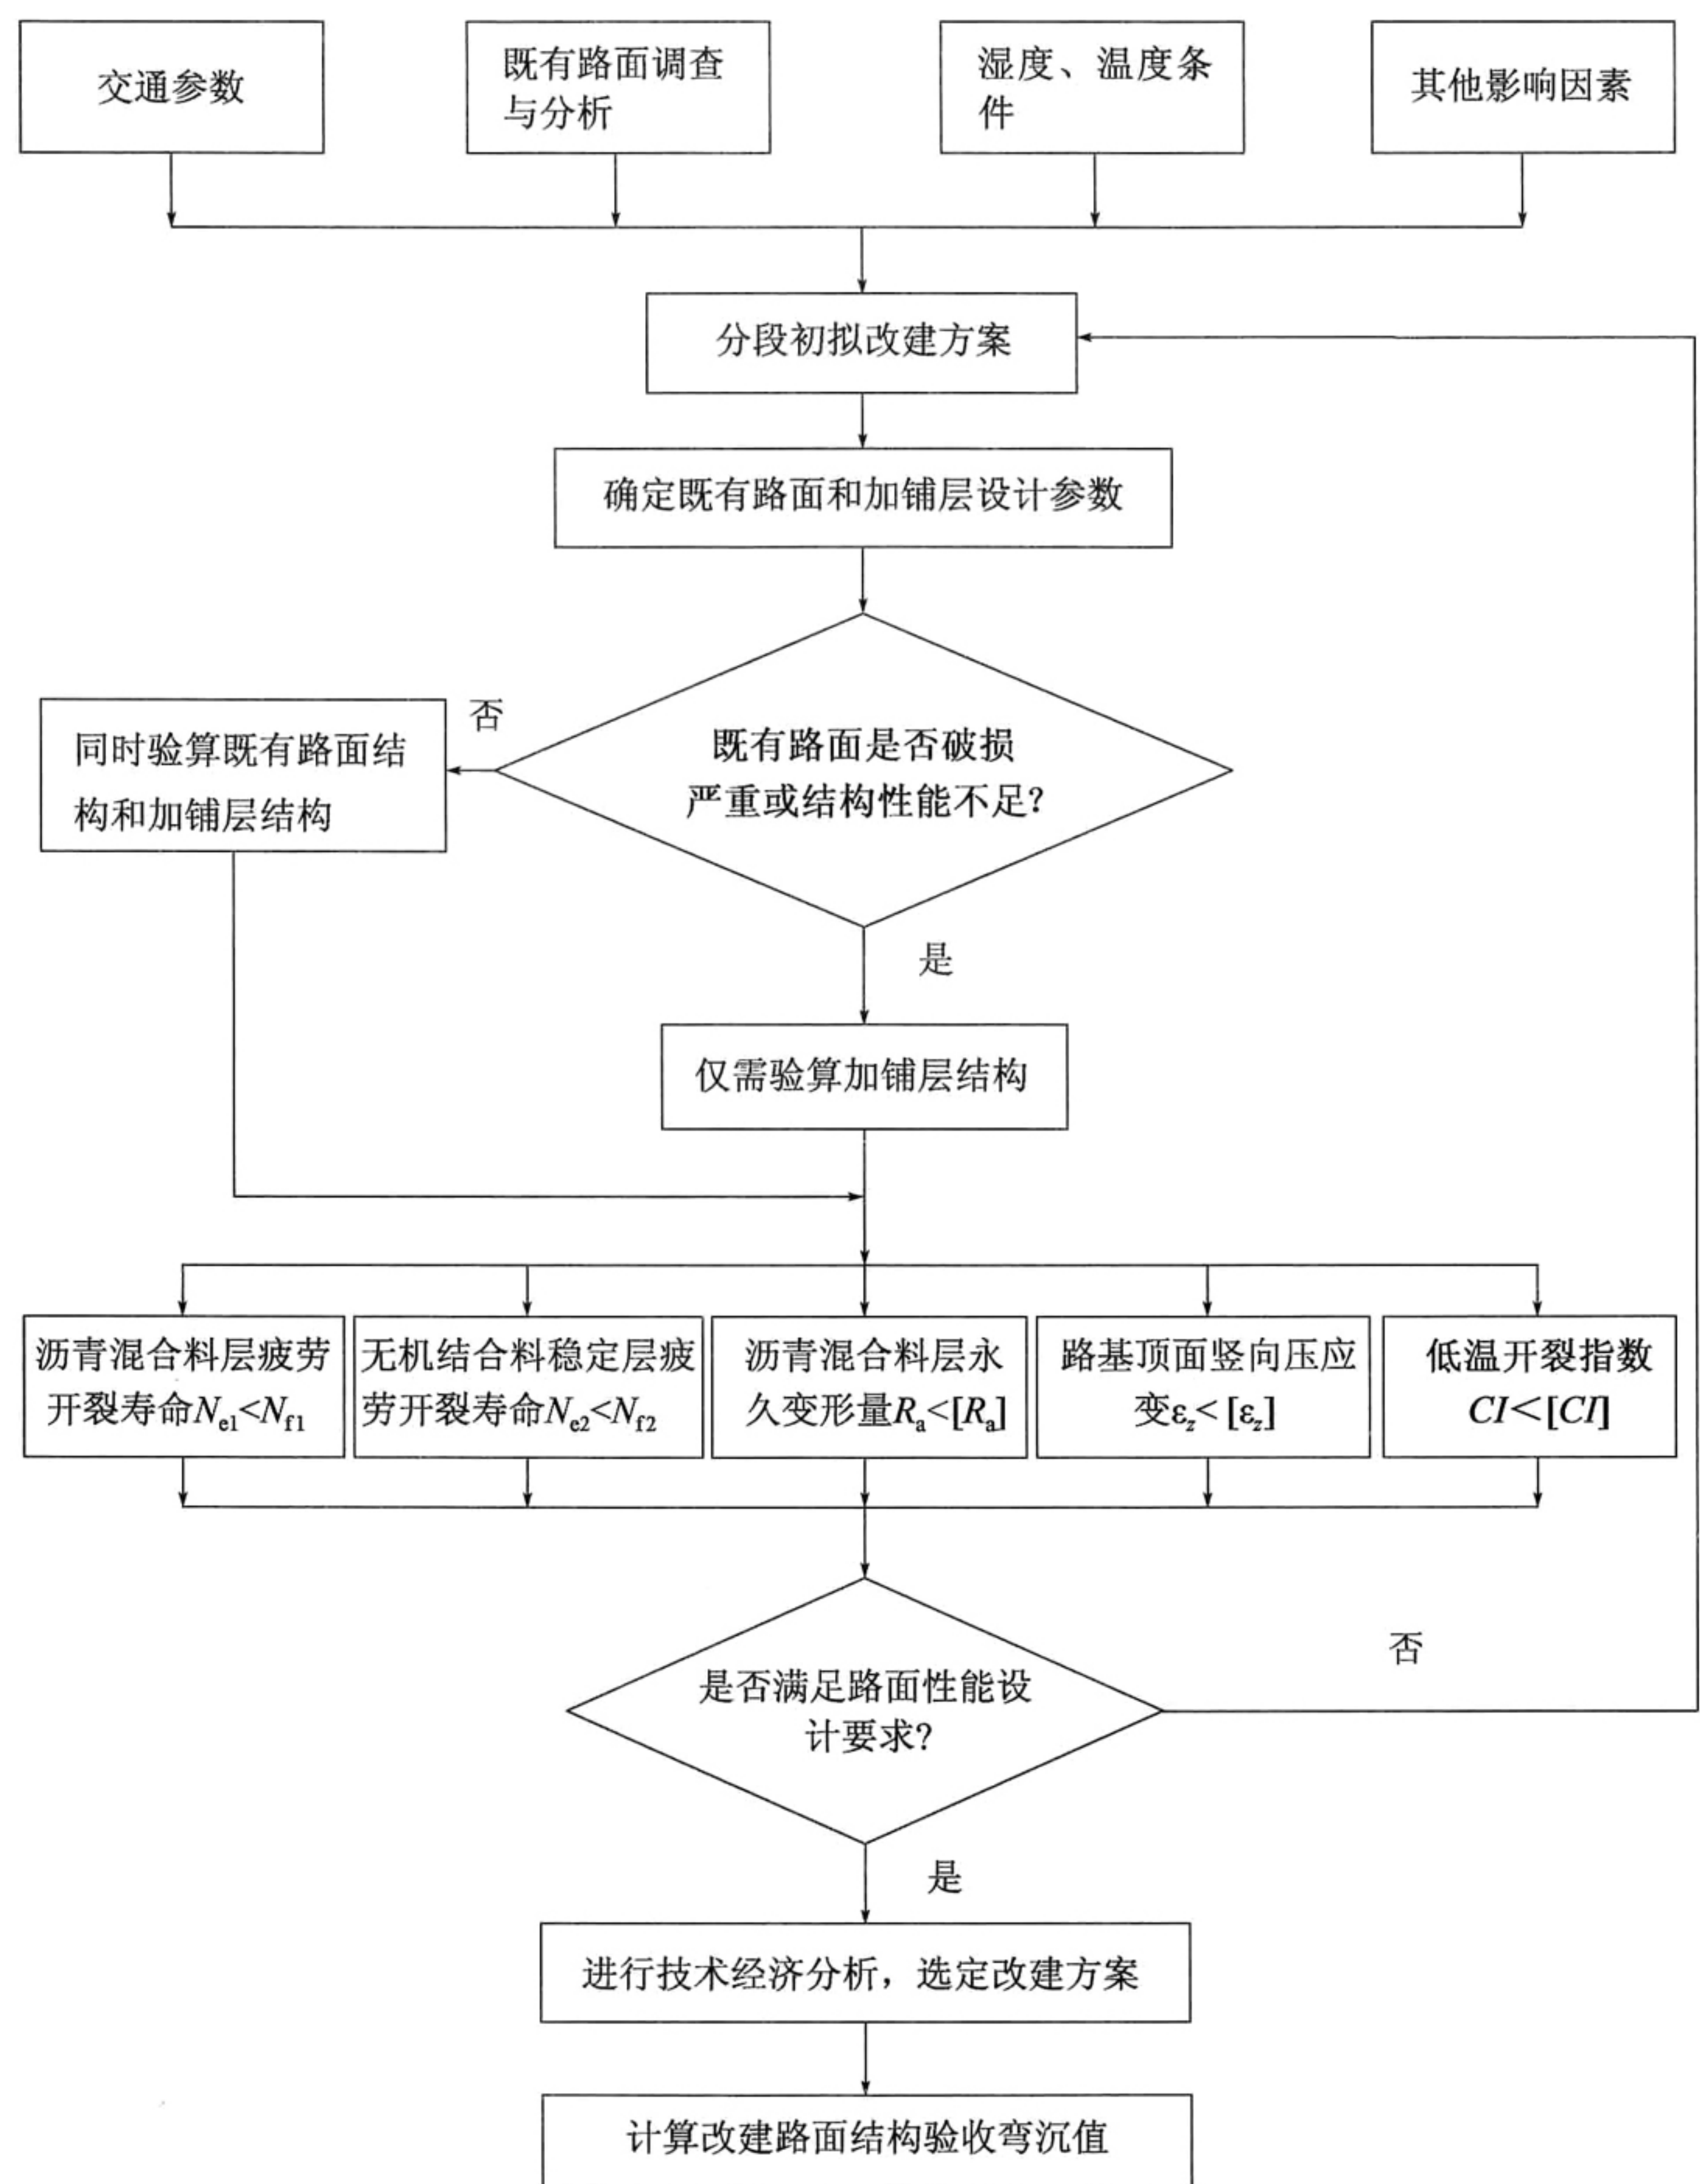 交通参数
既有路面调查
与分析
湿度、温度条
件
其他影响因素
分段初拟改建方案
确定既有路面和加铺层设计参数
否
同时验算既有路面结
构和加铺层结构
既有路面是否破损
严重或结构性能不足?
是
仅需验算加铺层结构
沥青混合料层疲劳
开裂寿命Ne1<Nf1
无机结合料稳定层疲
劳开裂寿命Ne2<Nf2
沥青混合料层永
久变形量Ra<[Ra]
路基顶面竖向压应
变εz<[εz]
低温开裂指数
CI<[CI]
否
是否满足路面性能设
计要求?
是
进行技术经济分析，选定改建方案
计算改建路面结构验收弯沉值